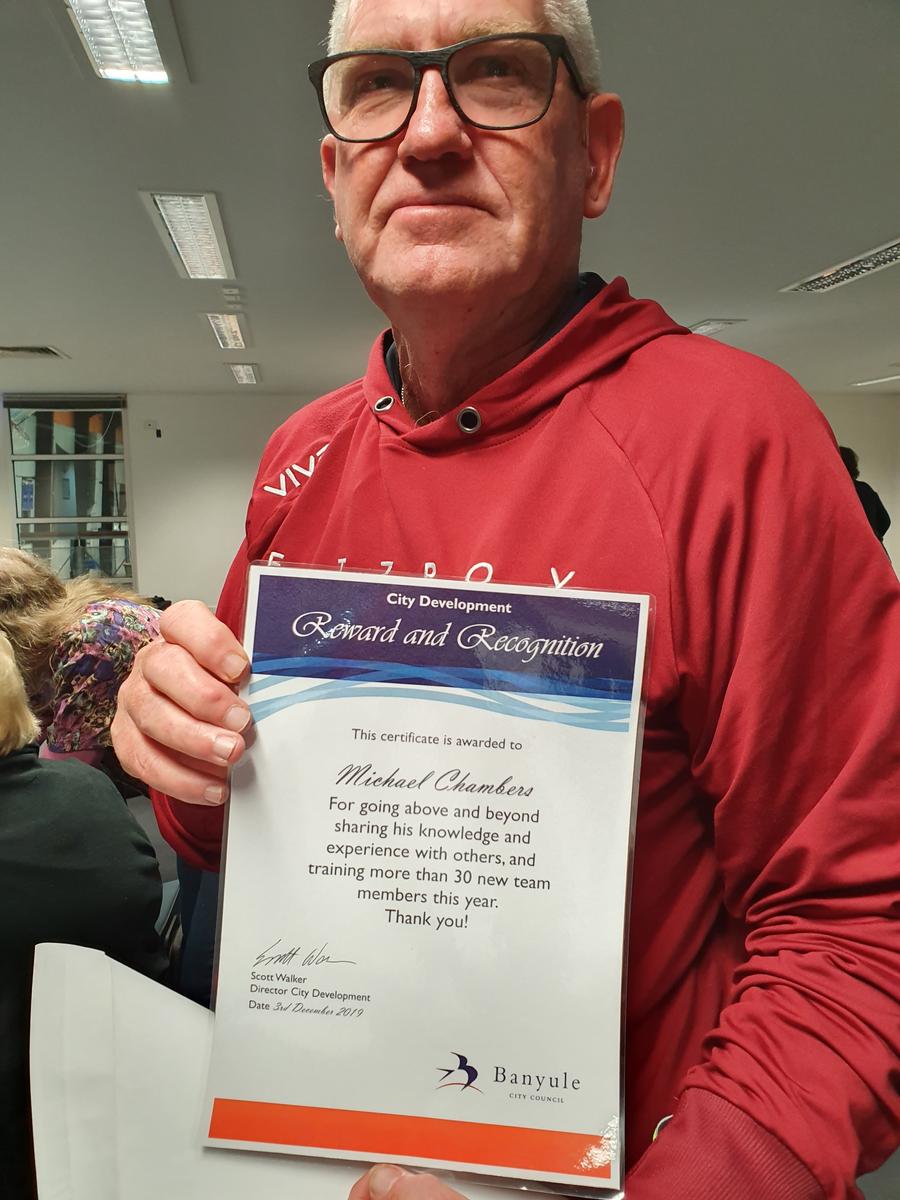 VIVA
F I T Z R O Y
City Development
Reward and Recognition
This certificate is awarded to
Michael Chambers
For going above and beyond
sharing his knowledge and
experience with others, and
training more than 30 new team
members this year.
Thank you!
Scott Walker
Director City Development
Date 3rd December 2019
Banyule
CITY COUNCIL